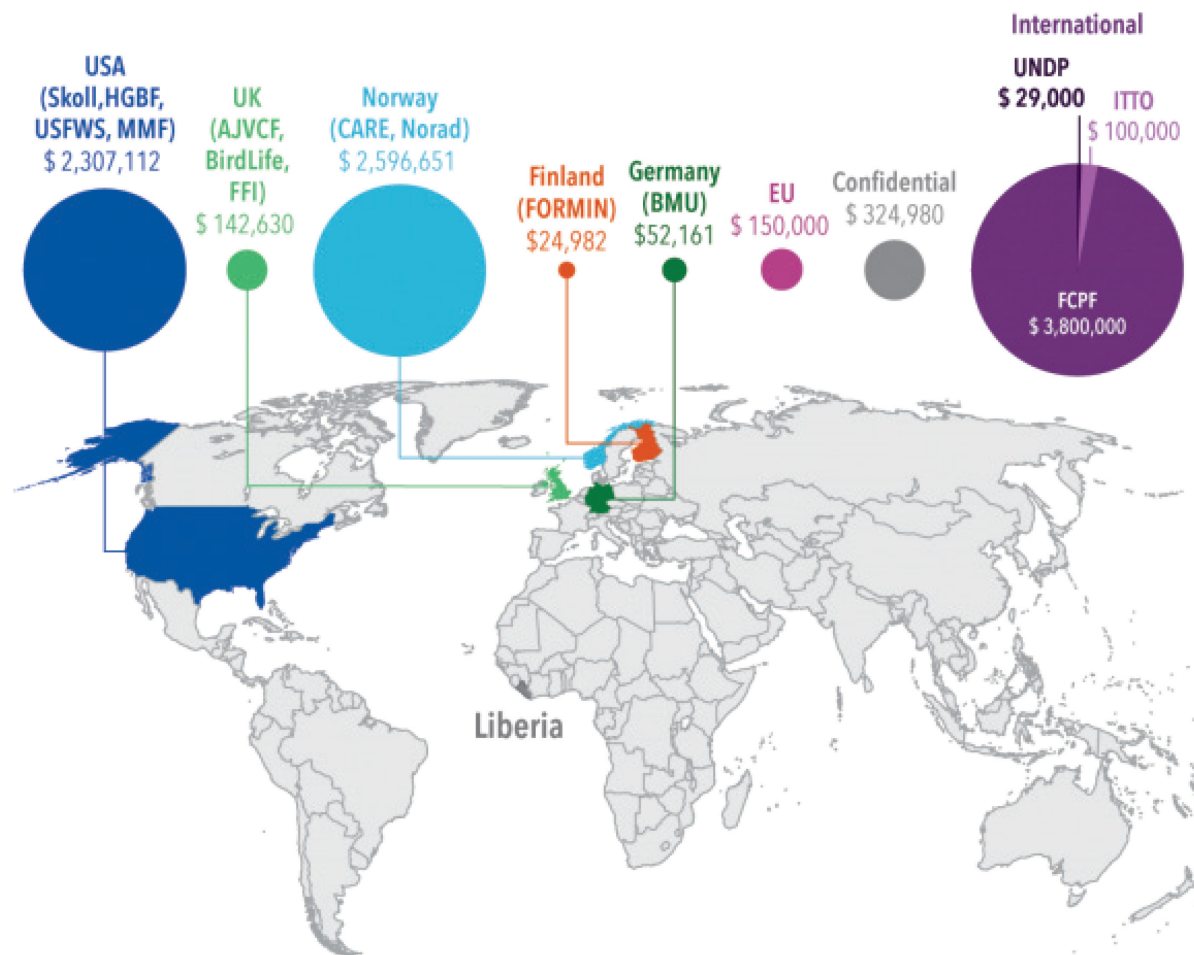 USA
(Skoll,HGBF,
USFWS, MMF)
$ 2,307,112
UK
(AJVCF,
BirdLife,
FFI)
$ 142,630
Norway
(CARE, Norad)
$ 2,596,651
Finland
(FORMIN)
$24,982
Germany
(BMU)
$52,161
EU
$ 150,000
Confidential
$ 324,980
International
UNDP
$ 29,000
ITTO
$ 100,000
FCPF
$ 3,800,000
Liberia